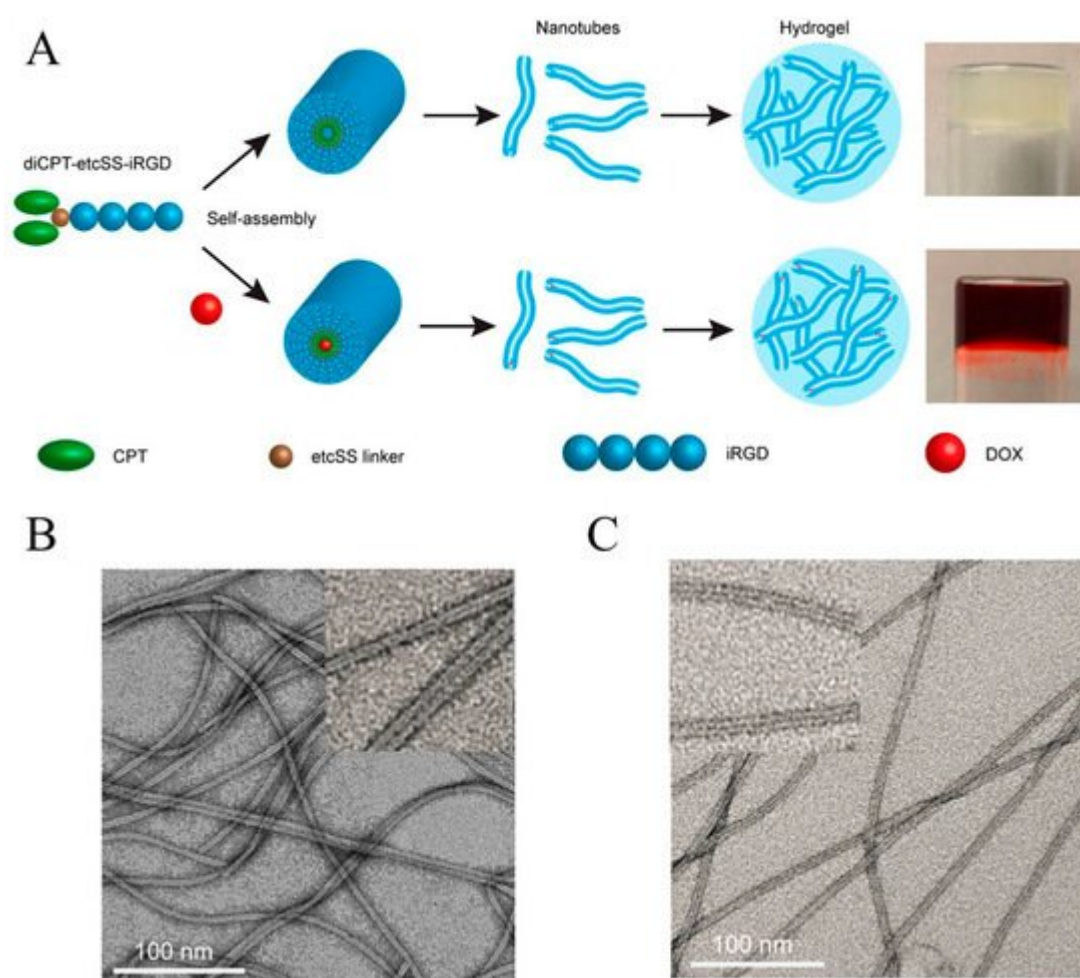 A
Nanotubes
Hydrogel
diCPT-etcSS-iRGD
Self-assembly
CPT
etcSS linker
iRGD
DOX
B
C
100 nm
100 nm